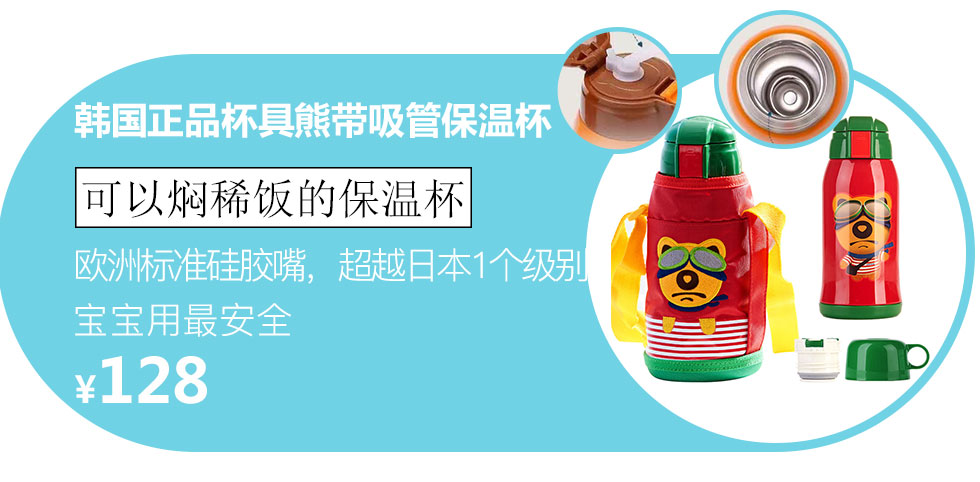 韩国正品杯具熊带吸管保温杯
可以焖稀饭的保温杯
欧洲标准硅胶嘴，超越日本1个级别
宝宝用最安全
¥128